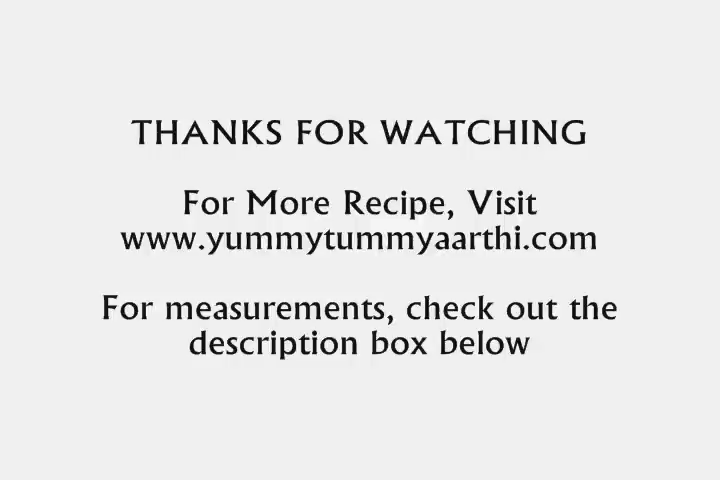 THANKS FOR WATCHING
For More Recipe, Visit
www.yummytummyaarthi.com
For measurements, check out the
description box below